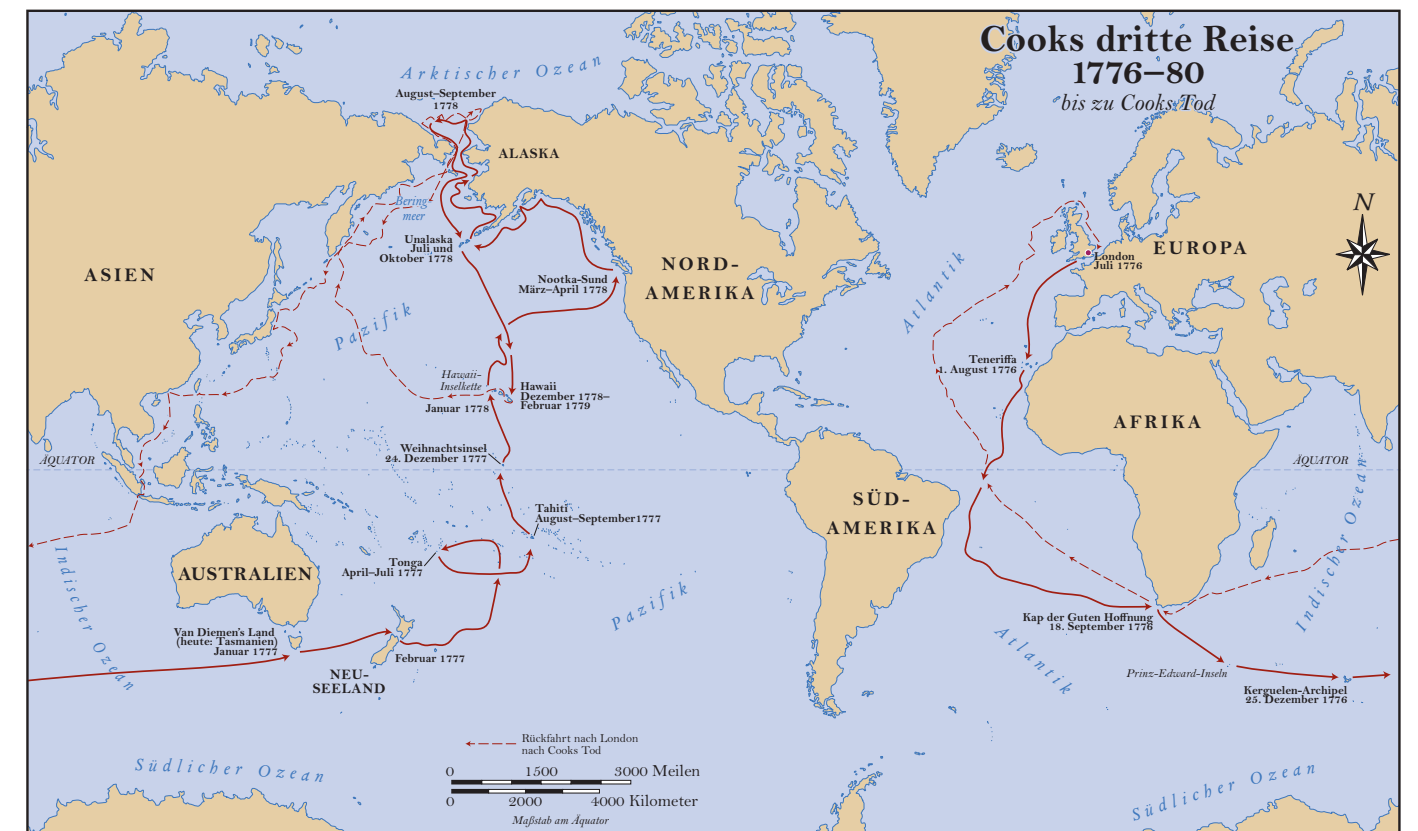 Cooks dritte Reise
1776–80
bis zu Cooks Tod
Arktischer Ozean
August–September
1778
ALASKA
Bering
meer
N
Unalaska
Juli und
Oktober 1778
ASIEN
NORD-
AMERIKA
Nootka-Sund
März–April 1778
Atlantik
EUROPA
London
Juli 1776
Pazifik
Teneriffa
1. August 1776
Hawaii-
Inselkette
Januar 1778
Hawaii
Dezember 1778–
Februar 1779
AFRIKA
Weihnachtsinsel
24. Dezember 1777
ÄQUATOR
ÄQUATOR
SÜD-
AMERIKA
Tahiti
August–September1777
Tonga
April–Juli 1777
AUSTRALIEN
Indischer Ozean
Indischer Ozean
Pazifik
Kap der Guten Hoffnung
18. September 1776
Van Diemen's Land
(heute: Tasmanien)
Januar 1777
Februar 1777
NEU-
SEELAND
Atlantik
Prinz-Edward-Inseln
Kerguelen-Archipel
25. Dezember 1776
Rückfahrt nach London
nach Cooks Tod
Südlicher Ozean
0 1500 3000 Meilen
0 2000 4000 Kilometer
Maßstab am Äquator
Südlicher Ozean